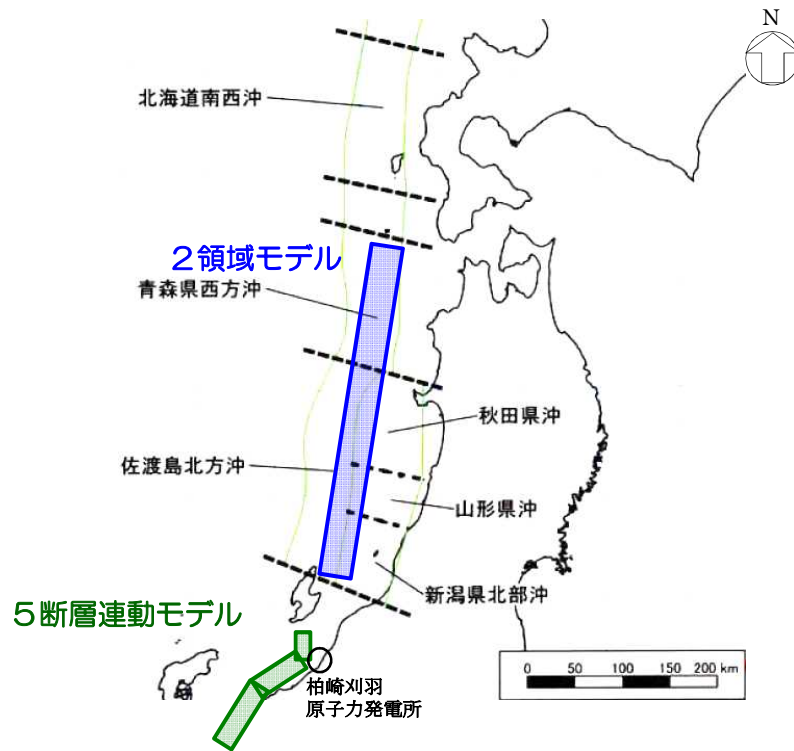 N
北海道南西沖
2領域モデル
青森県西方沖
秋田県沖
佐渡島北方沖
山形県沖
新潟県北部沖
5断層連動モデル
柏崎刈羽
原子力発電所
0 50 100 150 200 km